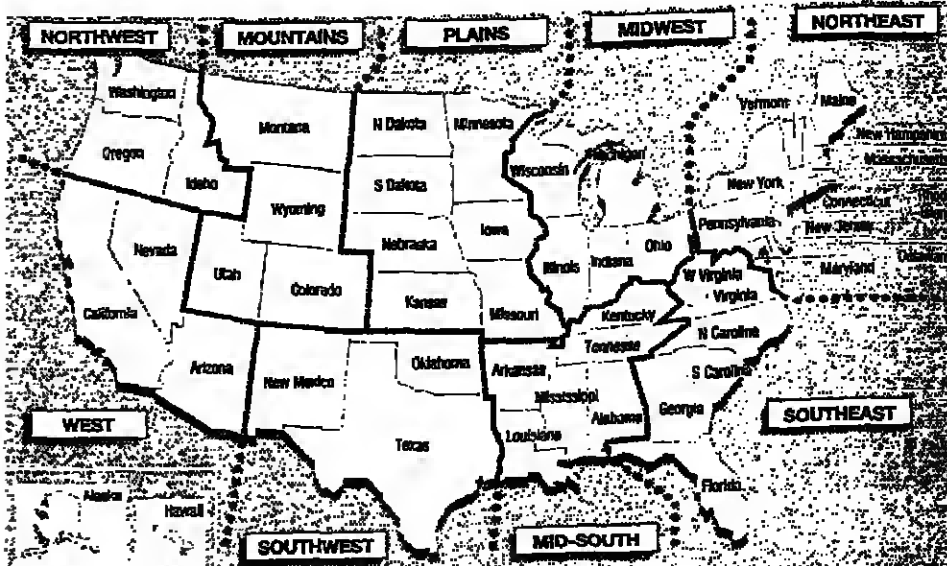 NORTHWEST
MOUNTAINS
PLAINS
MIDWEST
NORTHEAST
Washington
Oregon
Idaho
Montana
Wyoming
N Dakota
S Dakota
Nebraska
Kansas
Minnesota
Iowa
Missouri
Wisconsin
Michigan
Illinois
Indiana
Ohio
Vermont
Maine
New Hampshire
New York
Connecticut
Pennsylvania
New Jersey
Maryland
Nevada
Utah
Colorado
California
Arizona
New Mexico
Oklahoma
Texas
Arkansas
Louisiana
Mississippi
Alabama
Tennessee
Kentucky
W Virginia
Virginia
N Carolina
S Carolina
Georgia
Florida
WEST
SOUTHEAST
Alaska
Hawaii
SOUTHWEST
MID-SOUTH